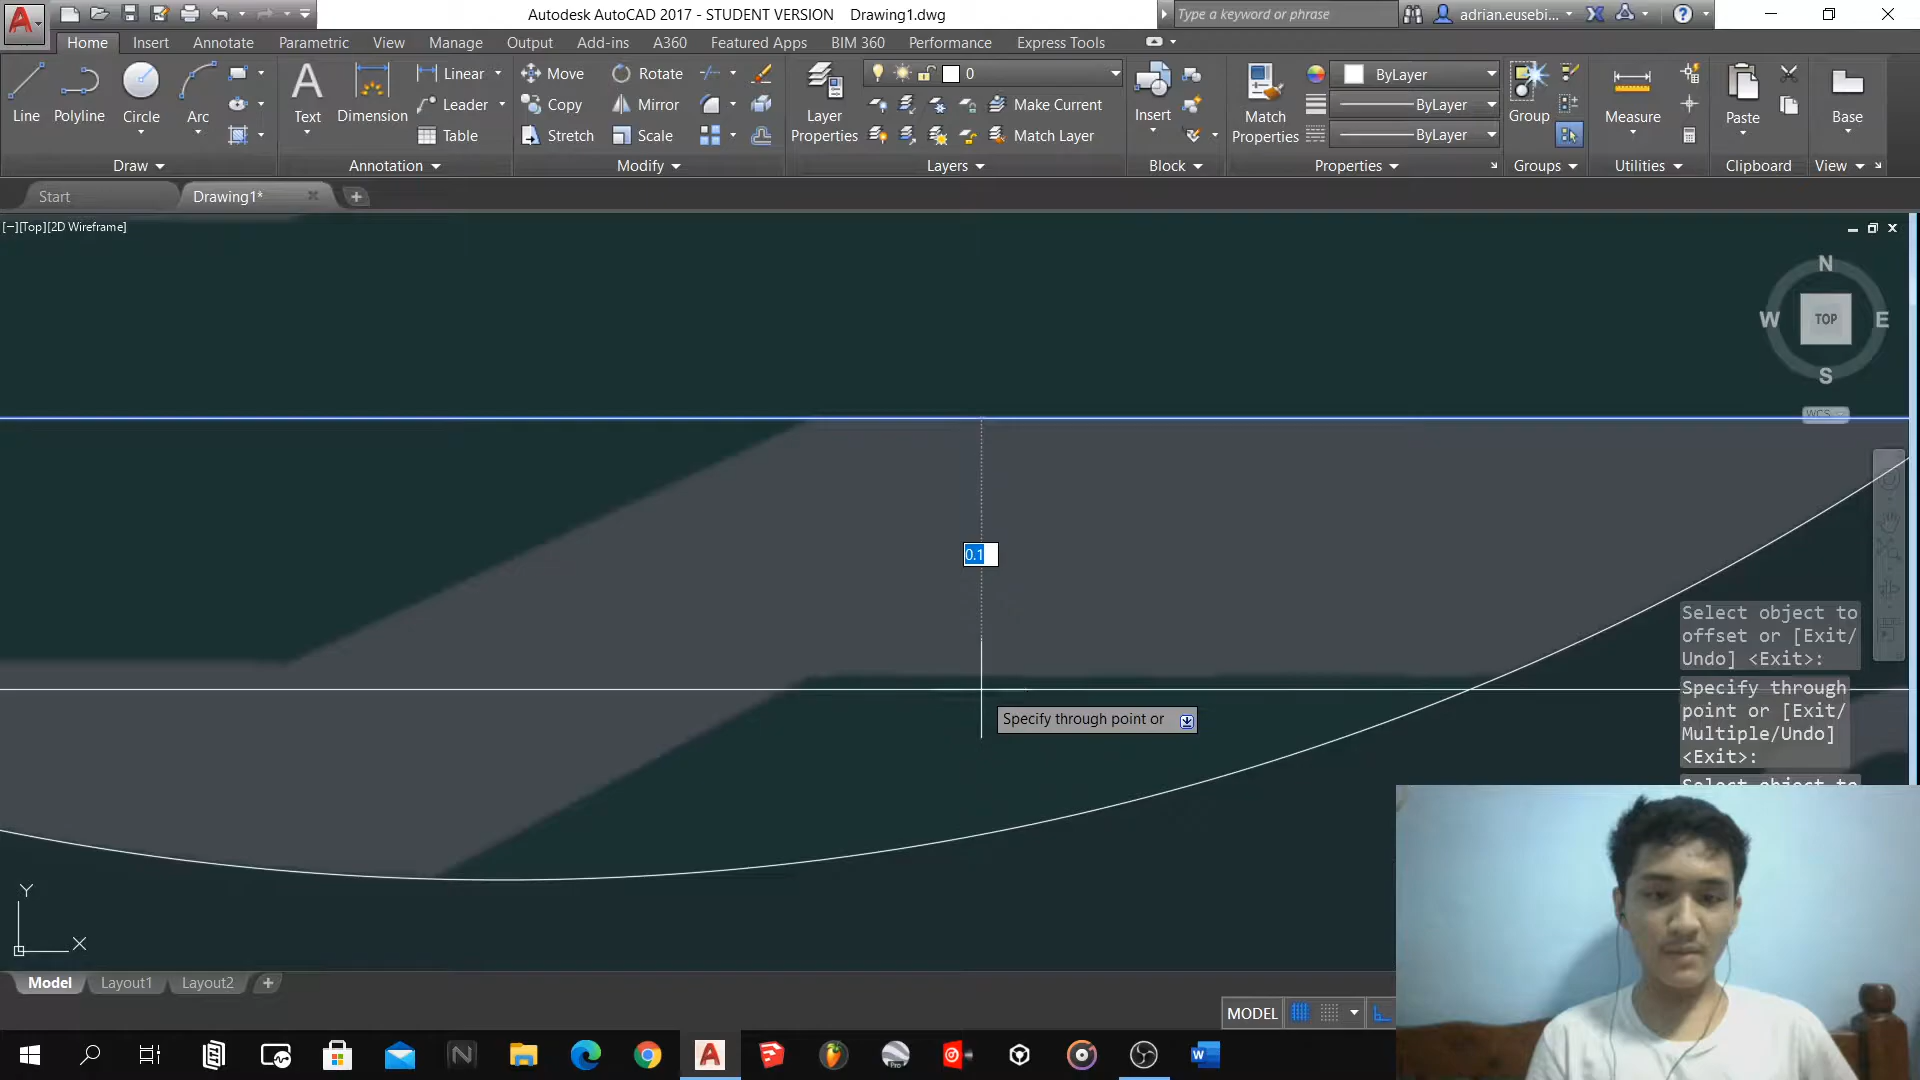 Autodesk AutoCAD 2017 - STUDENT VERSION Drawing1.dwg
Type a keyword or phrase
adrian.eusebi...
Home Insert Annotate Parametric View Manage Output Add-ins A360 Featured Apps BIM 360 Performance Express Tools
Line Polyline Circle Arc
Text Dimension
Linear
Leader
Table
Move Rotate
Copy Mirror
Stretch Scale
Layer Properties
0
Make Current
Match Layer
Insert
Match Properties
ByLayer
ByLayer
ByLayer
Group
Measure
Paste
Base
Draw Annotation Modify Layers Block Properties Groups Utilities Clipboard View
Start Drawing1*
[−][Top][2D Wireframe]
N
W TOP E
S
WCS
0.1
Specify through point or
Select object to
offset or [Exit/
Undo] <Exit>:
Specify through
point or [Exit/
Multiple/Undo]
<Exit>:
Select object to
Y
X
Model Layout1 Layout2
MODEL